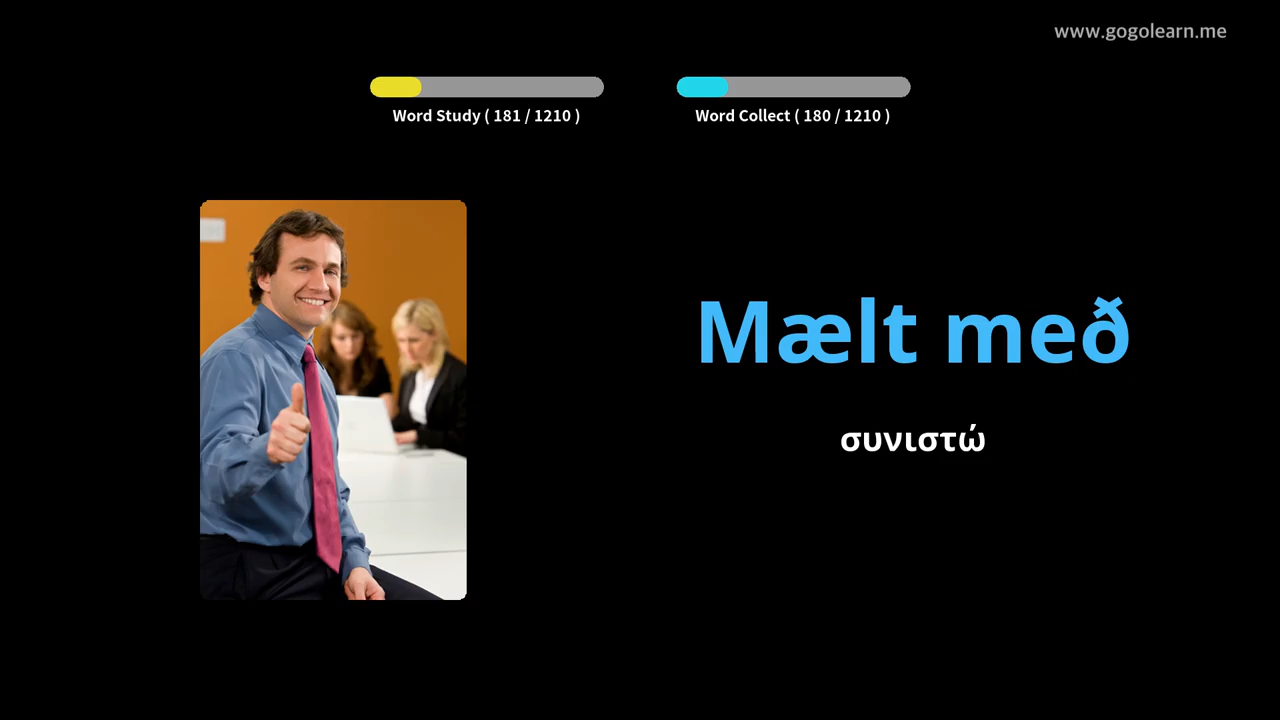 www.gogolearn.me
Word Study ( 181 / 1210 )
Word Collect ( 180 / 1210 )
Mælt með
συνιστώ